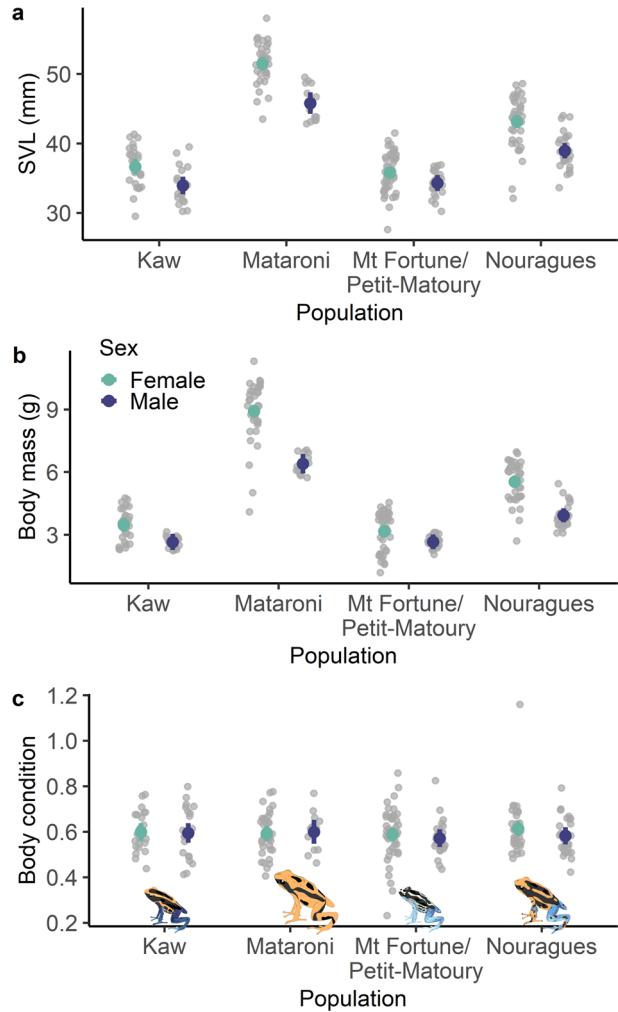 a
SVL (mm)
50
40
30
Kaw
Mataroni
Mt Fortune/
Petit-Matoury
Nouragues
Population
b
Body mass (g)
Sex
Female
Male
9
6
3
Kaw
Mataroni
Mt Fortune/
Petit-Matoury
Nouragues
Population
c
Body condition
1.2
1.0
0.8
0.6
0.4
0.2
Kaw
Mataroni
Mt Fortune/
Petit-Matoury
Nouragues
Population